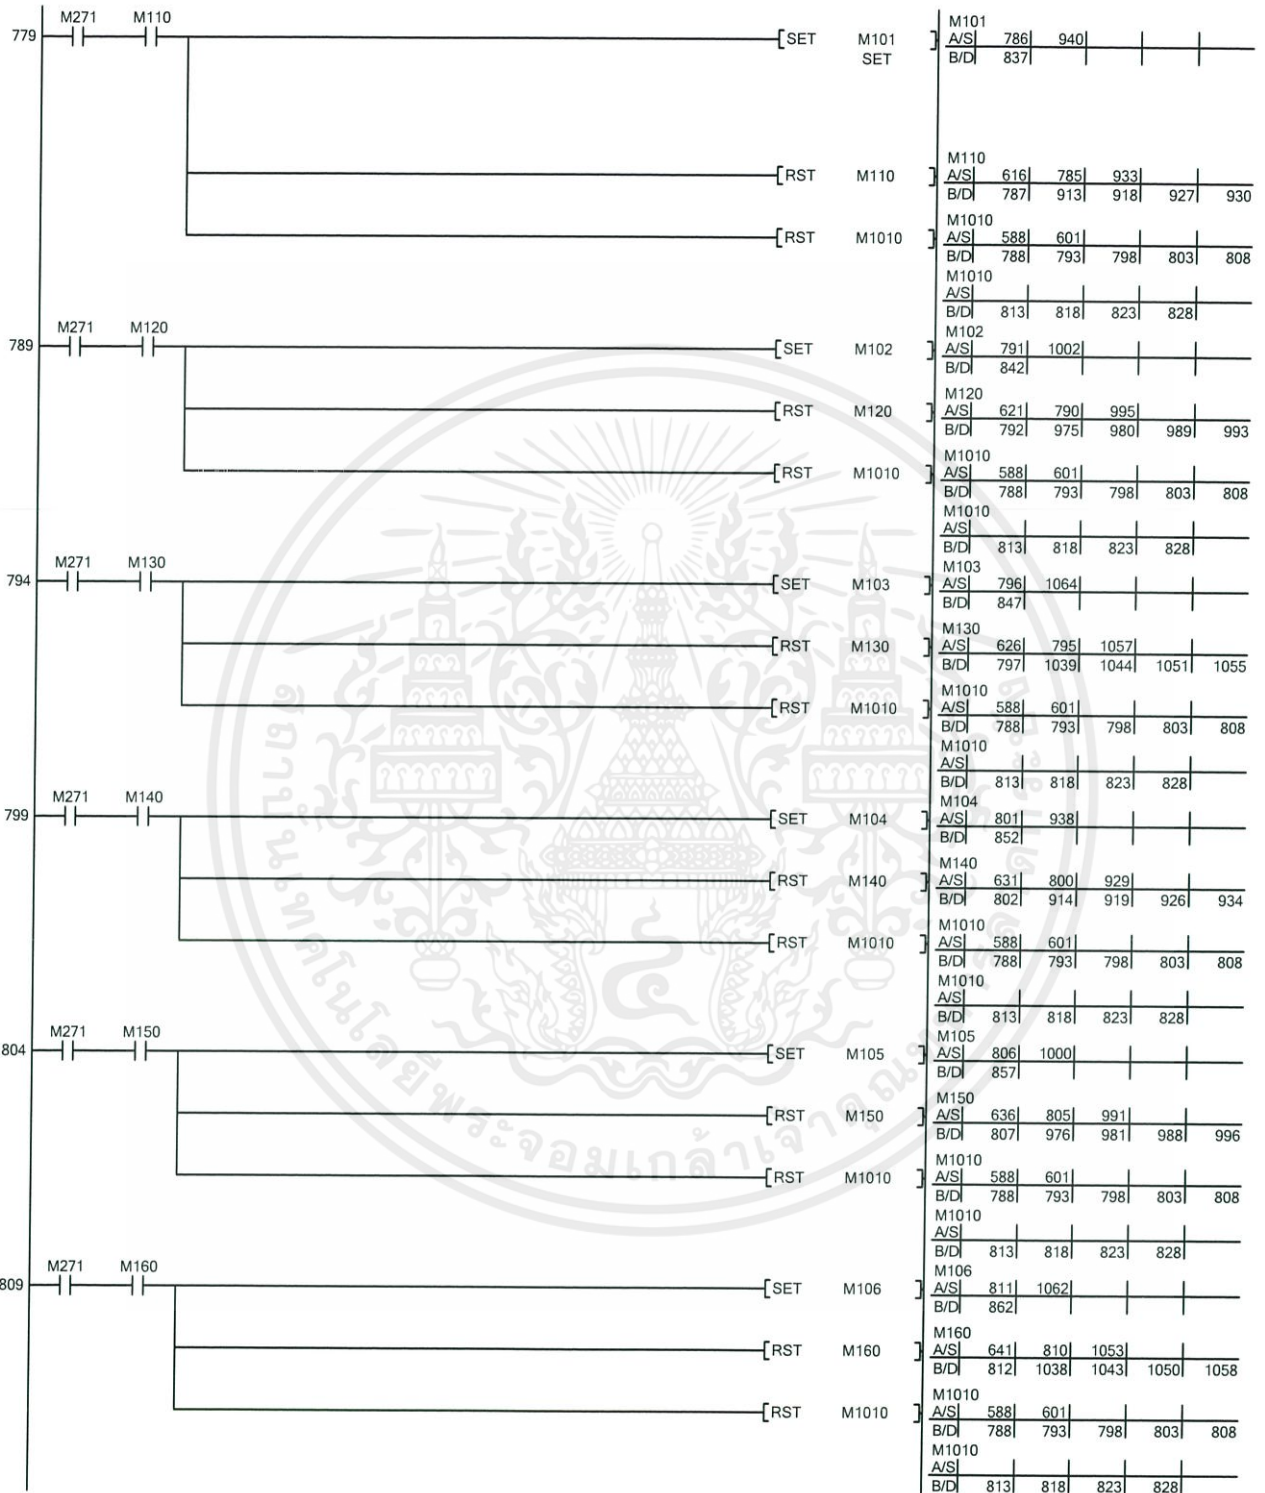 M271 M110
779 [SET M101 ]
SET
M101
A/S 786 940
B/D 837
[RST M110 ]
M110
A/S 616 785 933
B/D 787 913 918 927 930
[RST M1010 ]
M1010
A/S 588 601
B/D 788 793 798 803 808
M1010
A/S
B/D 813 818 823 828
M271 M120
789 [SET M102 ]
M102
A/S 791 1002
B/D 842
[RST M120 ]
M120
A/S 621 790 995
B/D 792 975 980 989 993
[RST M1010 ]
M1010
A/S 588 601
B/D 788 793 798 803 808
M1010
A/S
B/D 813 818 823 828
M271 M130
794 [SET M103 ]
M103
A/S 796 1064
B/D 847
[RST M130 ]
M130
A/S 626 795 1057
B/D 797 1039 1044 1051 1055
[RST M1010 ]
M1010
A/S 588 601
B/D 788 793 798 803 808
M1010
A/S
B/D 813 818 823 828
M271 M140
799 [SET M104 ]
M104
A/S 801 938
B/D 852
[RST M140 ]
M140
A/S 631 800 929
B/D 802 914 919 926 934
[RST M1010 ]
M1010
A/S 588 601
B/D 788 793 798 803 808
M1010
A/S
B/D 813 818 823 828
M271 M150
804 [SET M105 ]
M105
A/S 806 1000
B/D 857
[RST M150 ]
M150
A/S 636 805 991
B/D 807 976 981 988 996
[RST M1010 ]
M1010
A/S 588 601
B/D 788 793 798 803 808
M1010
A/S
B/D 813 818 823 828
M271 M160
809 [SET M106 ]
M106
A/S 811 1062
B/D 862
[RST M160 ]
M160
A/S 641 810 1053
B/D 812 1038 1043 1050 1058
[RST M1010 ]
M1010
A/S 588 601
B/D 788 793 798 803 808
M1010
A/S
B/D 813 818 823 828